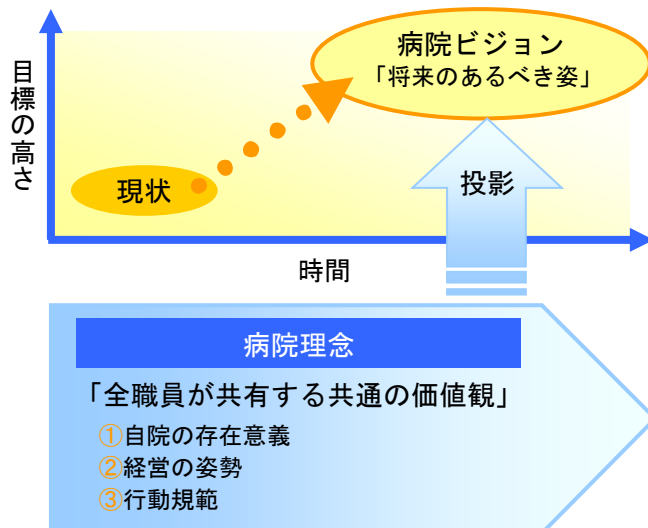 目標の高さ
病院ビジョン
「将来のあるべき姿」
現状
投影
時間
病院理念
「全職員が共有する共通の価値観」
①自院の存在意義
②経営の姿勢
③行動規範